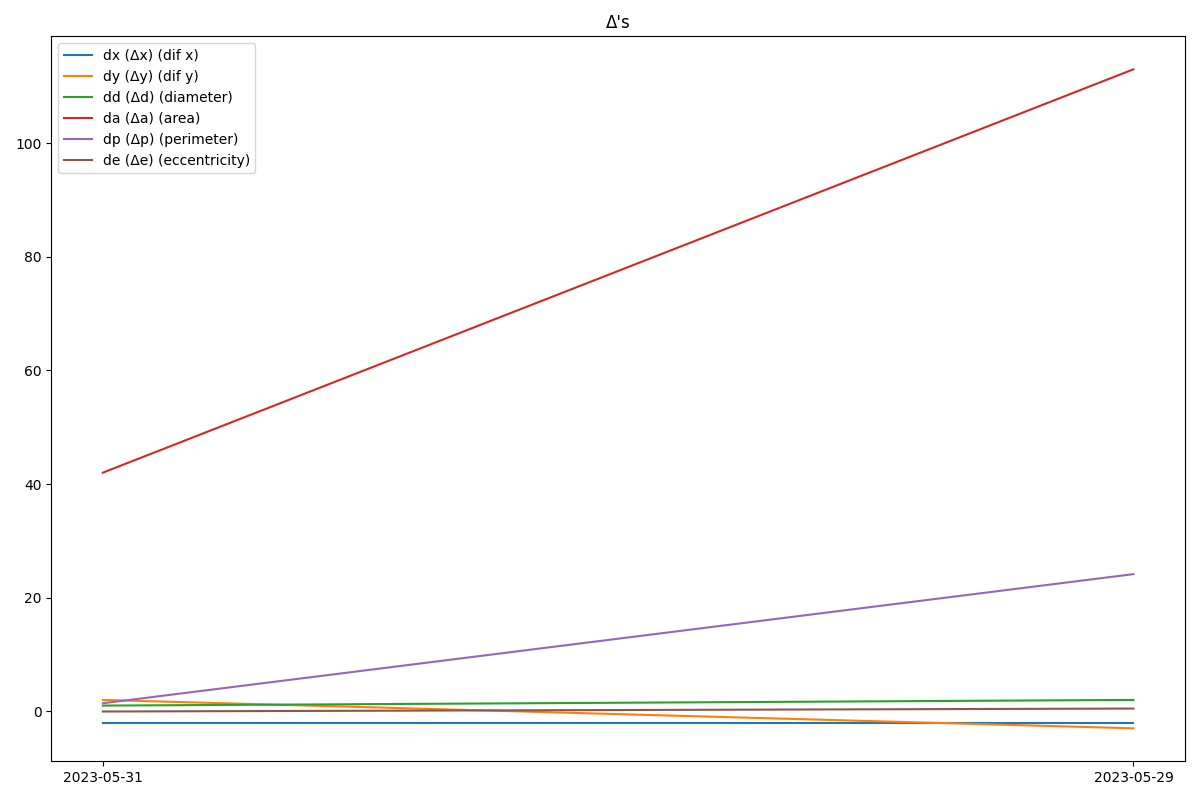 Δ's
dx (Δx) (dif x)
dy (Δy) (dif y)
dd (Δd) (diameter)
da (Δa) (area)
dp (Δp) (perimeter)
de (Δe) (eccentricity)
100
80
60
40
20
0
2023-05-31
2023-05-29